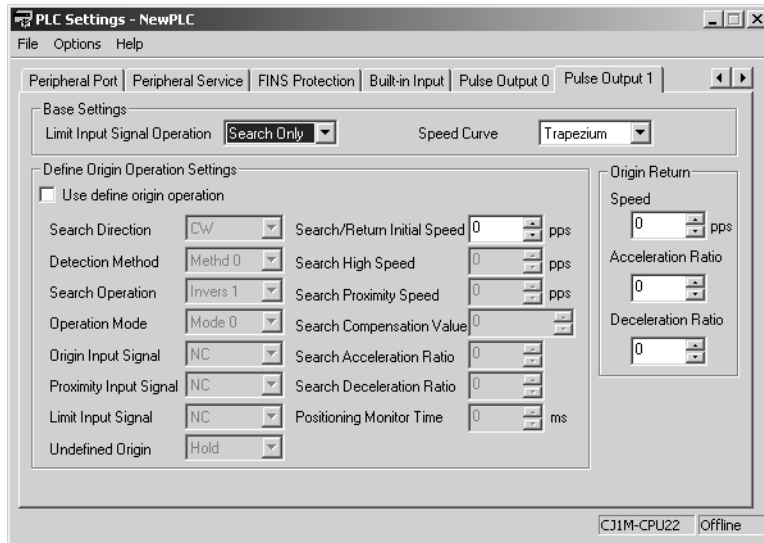 PLC Settings - NewPLC
File Options Help
Peripheral Port Peripheral Service FINS Protection Built-in Input Pulse Output 0 Pulse Output 1
Base Settings
Limit Input Signal Operation Search Only Speed Curve Trapezium
Define Origin Operation Settings
Use define origin operation
Search Direction CW Search/Return Initial Speed 0 pps
Detection Method Methd 0 Search High Speed 0 pps
Search Operation Invers 1 Search Proximity Speed 0 pps
Operation Mode Mode 0 Search Compensation Value 0
Origin Input Signal NC Search Acceleration Ratio 0
Proximity Input Signal NC Search Deceleration Ratio 0
Limit Input Signal NC Positioning Monitor Time 0 ms
Undefined Origin Hold
Origin Return
Speed
0 pps
Acceleration Ratio
0
Deceleration Ratio
0
CJ1M-CPU22 Offline